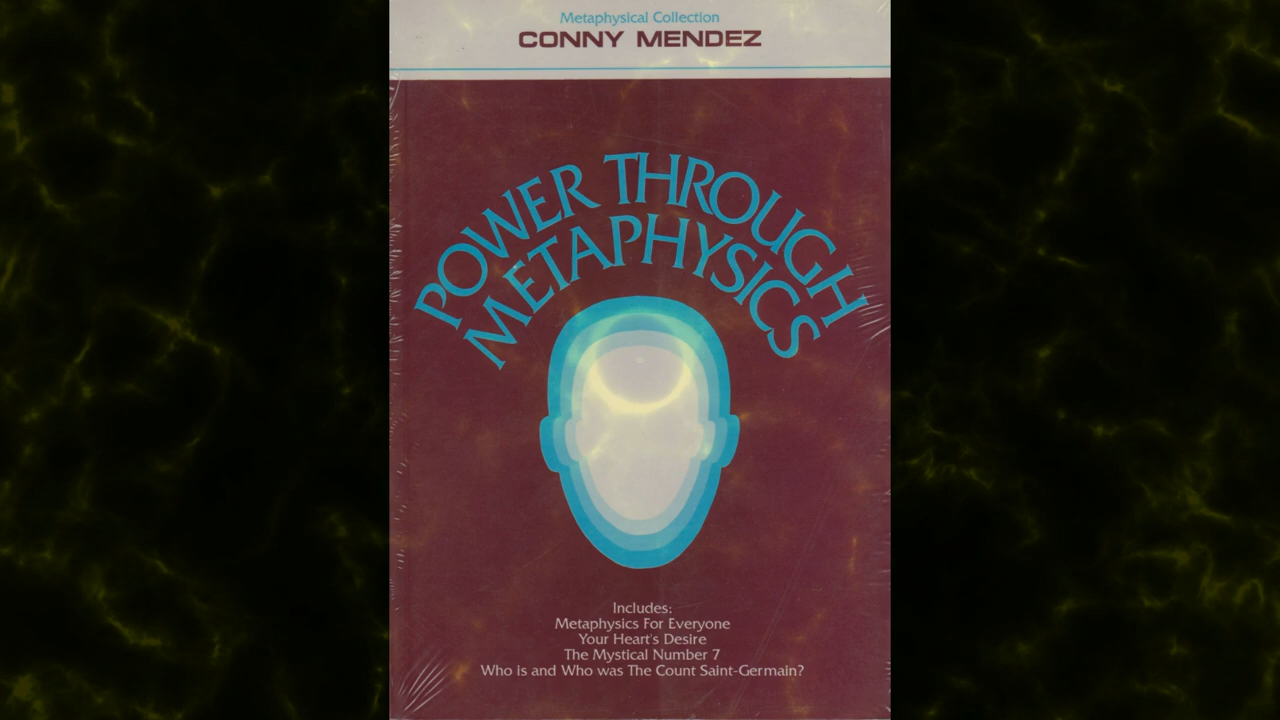 Metaphysical Collection
CONNY MENDEZ
POWER THROUGH
METAPHYSICS
Includes:
Metaphysics For Everyone
Your Heart's Desire
The Mystical Number 7
Who is and Who was The Count Saint-Germain?